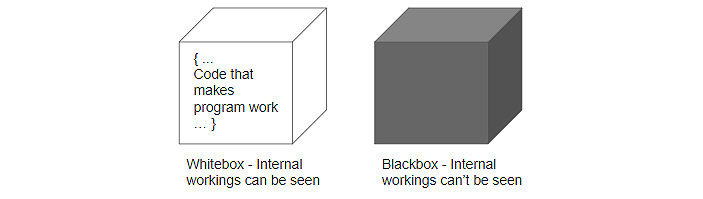 { ...
Code that
makes
program work
... }
Whitebox - Internal
workings can be seen
Blackbox - Internal
workings can't be seen